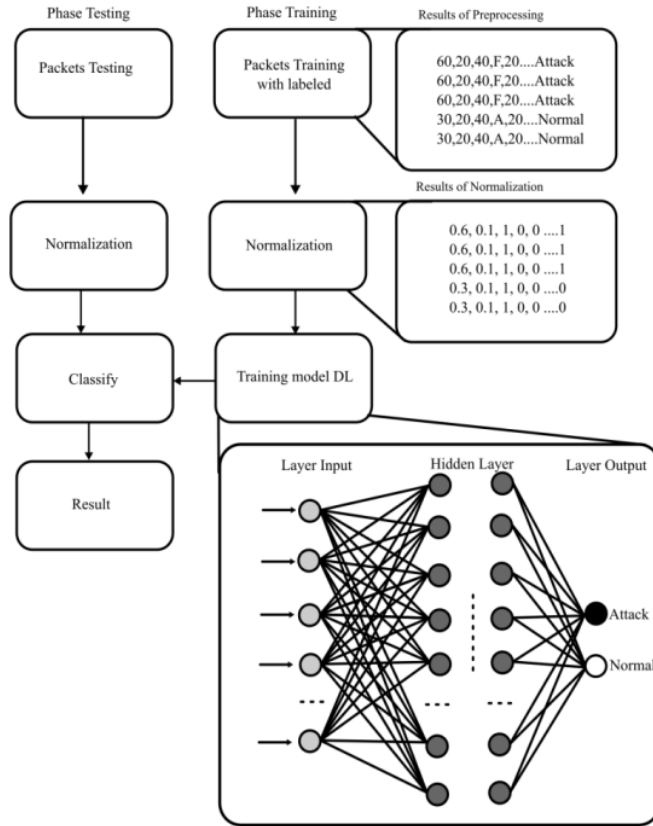 Phase Testing
Phase Training
Results of Preprocessing
Packets Testing
Packets Training
with labeled
60,20,40,F,20....Attack
60,20,40,F,20....Attack
60,20,40,F,20....Attack
30,20,40,A,20....Normal
30,20,40,A,20....Normal
Results of Normalization
Normalization
Normalization
0.6, 0.1, 1, 0, 0 ....1
0.6, 0.1, 1, 0, 0 ....1
0.6, 0.1, 1, 0, 0 ....1
0.3, 0.1, 1, 0, 0 ....0
0.3, 0.1, 1, 0, 0 ....0
Classify
Training model DL
Result
Layer Input
Hidden Layer
Layer Output
Attack
Normal